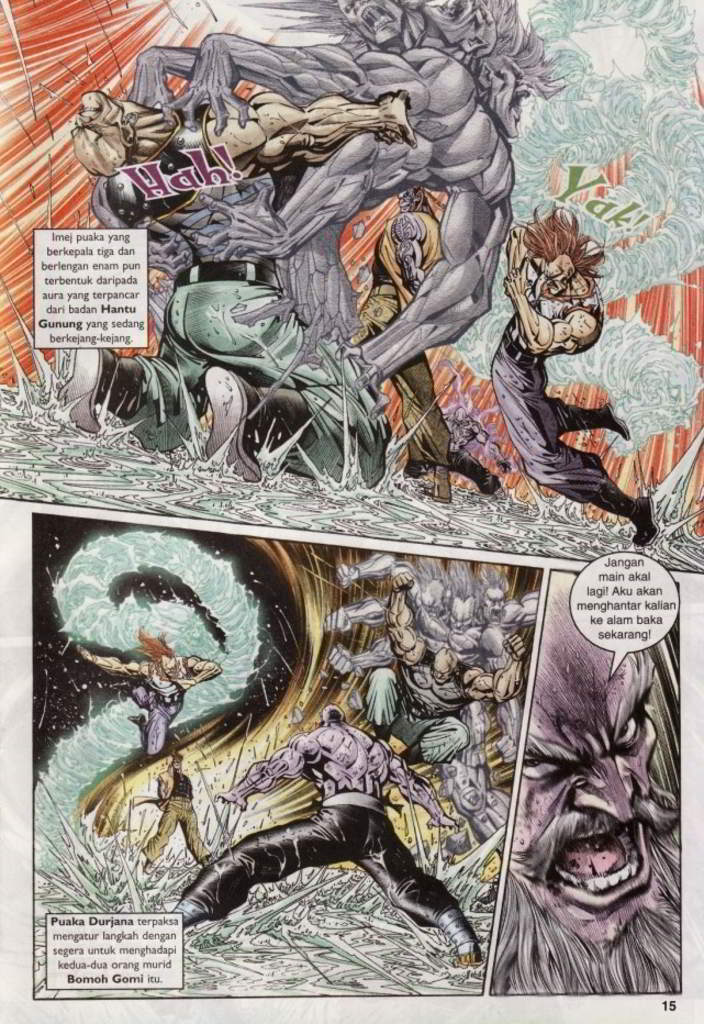 Hah!
Yak!
Imej puaka yang
berkepala tiga dan
berlengan enam pun
terbentuk daripada
aura yang terpancar
dari badan Hantu
Gunung yang sedang
berkejang-kejang.
Jangan
main akal
lagi! Aku akan
menghantar kalian
ke alam baka
sekarang!
Puaka Durjana terpaksa
mengatur langkah dengan
segera untuk menghadapi
kedua-dua orang murid
Bomoh Gomi itu.
15